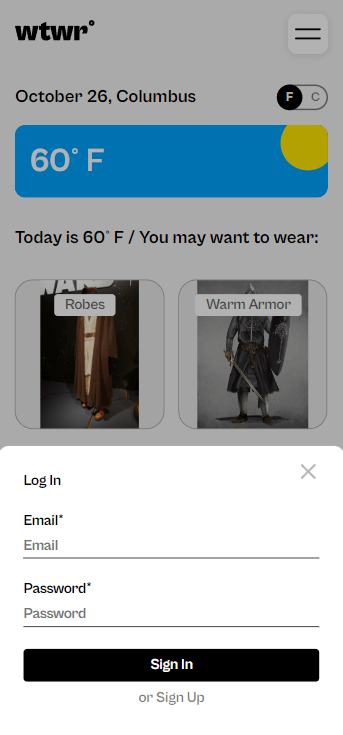 wtwr°
October 26, Columbus
F C
60° F
Today is 60° F / You may want to wear:
Robes
Warm Armor
Log In
Email*
Email
Password*
Password
Sign In
or Sign Up